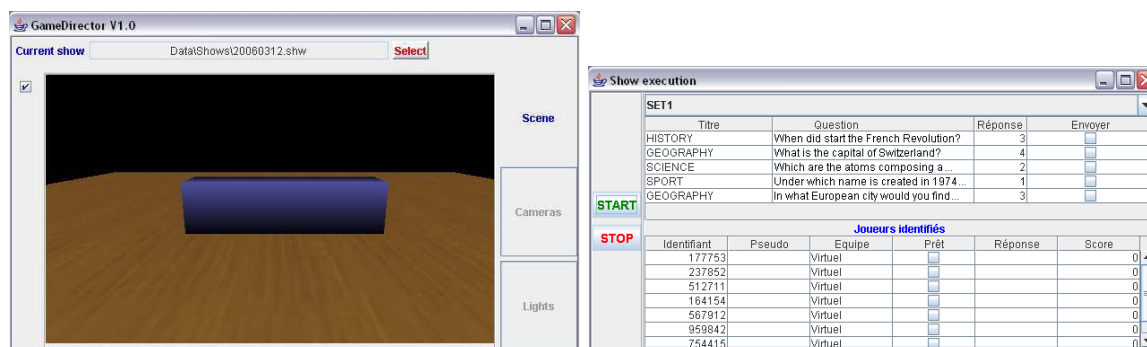 GameDirector V1.0
Current show Data\Shows\20060312.shw Select
Scene
Cameras
Lights
Show execution
SET1
Titre Question Réponse Envoyer
HISTORY When did start the French Revolution? 3
GEOGRAPHY What is the capital of Switzerland? 4
SCIENCE Which are the atoms composing a ... 2
SPORT Under which name is created in 1974... 1
GEOGRAPHY In what European city would you find... 3
START
STOP
Joueurs identifiés
Identifiant Pseudo Equipe Prêt Réponse Score
177753 Virtuel 0
237852 Virtuel 0
512711 Virtuel 0
164154 Virtuel 0
567912 Virtuel 0
959842 Virtuel 0
754415 Virtuel 0